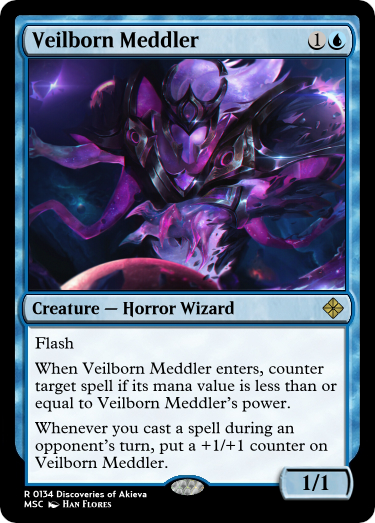 Veilborn Meddler 1
Creature — Horror Wizard
Flash
When Veilborn Meddler enters, counter
target spell if its mana value is less than or
equal to Veilborn Meddler's power.
Whenever you cast a spell during an
opponent's turn, put a +1/+1 counter on
Veilborn Meddler.
1/1
R 0134 Discoveries of Akieva
MSC Han Flores